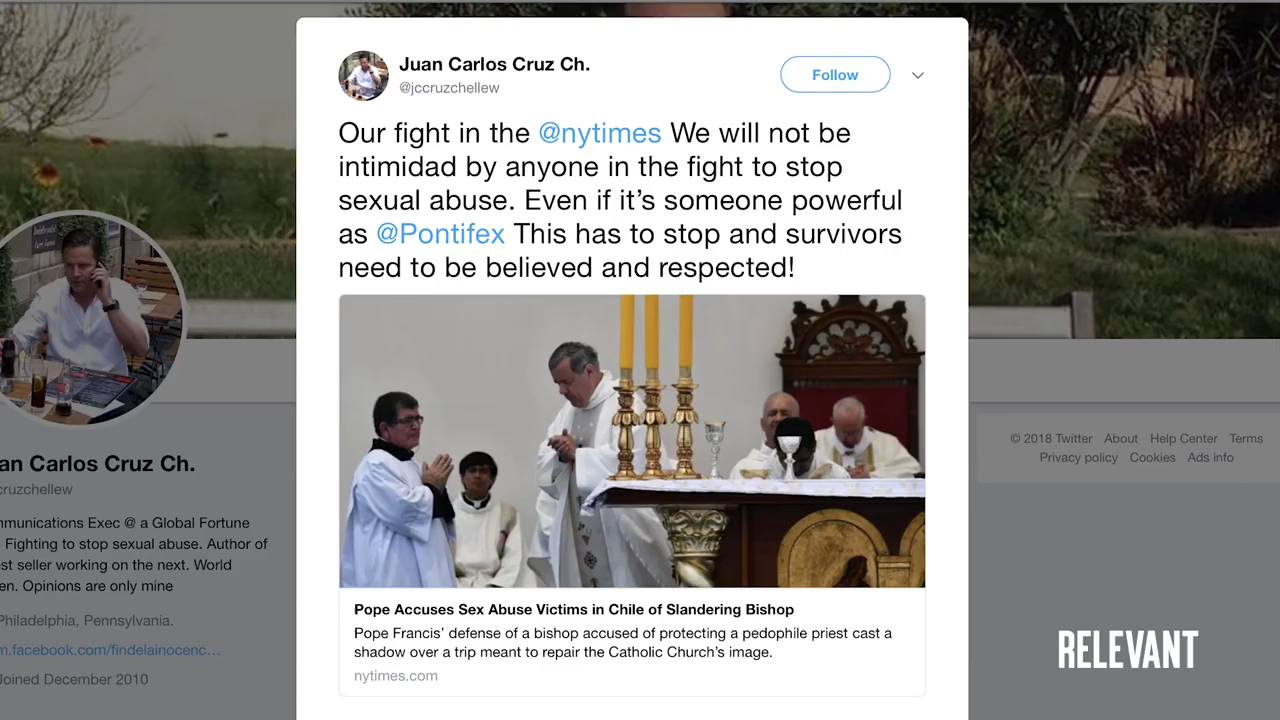 Juan Carlos Cruz Ch.
@jccruzchellew
Follow
Our fight in the @nytimes We will not be
intimidad by anyone in the fight to stop
sexual abuse. Even if it's someone powerful
as @Pontifex This has to stop and survivors
need to be believed and respected!
Pope Accuses Sex Abuse Victims in Chile of Slandering Bishop
Pope Francis' defense of a bishop accused of protecting a pedophile priest cast a
shadow over a trip meant to repair the Catholic Church's image.
nytimes.com
an Carlos Cruz Ch.
cruzchellew
mmunications Exec @ a Global Fortune
Fighting to stop sexual abuse. Author of
st seller working on the next. World
en. Opinions are only mine
Philadelphia, Pennsylvania.
m.facebook.com/findelainocenc…
Joined December 2010
© 2018 Twitter About Help Center Terms
Privacy policy Cookies Ads info
RELEVANT